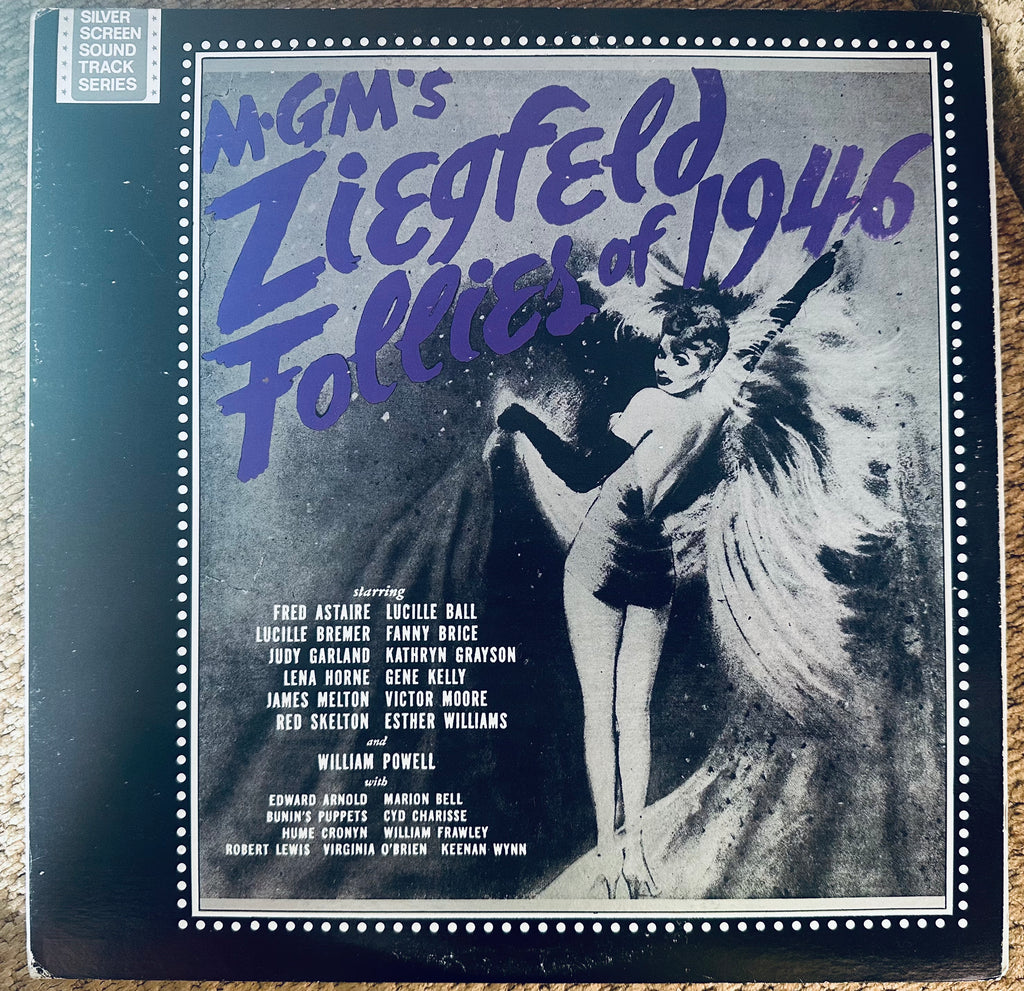 SILVER
SCREEN
SOUND
TRACK
SERIES
M·G·M's
Ziegfeld
Follies of 1946
starring
FRED ASTAIRE LUCILLE BALL
LUCILLE BREMER FANNY BRICE
JUDY GARLAND KATHRYN GRAYSON
LENA HORNE GENE KELLY
JAMES MELTON VICTOR MOORE
RED SKELTON ESTHER WILLIAMS
and
WILLIAM POWELL
with
EDWARD ARNOLD MARION BELL
BUNIN'S PUPPETS CYD CHARISSE
HUME CRONYN WILLIAM FRAWLEY
ROBERT LEWIS VIRGINIA O'BRIEN KEENAN WYNN